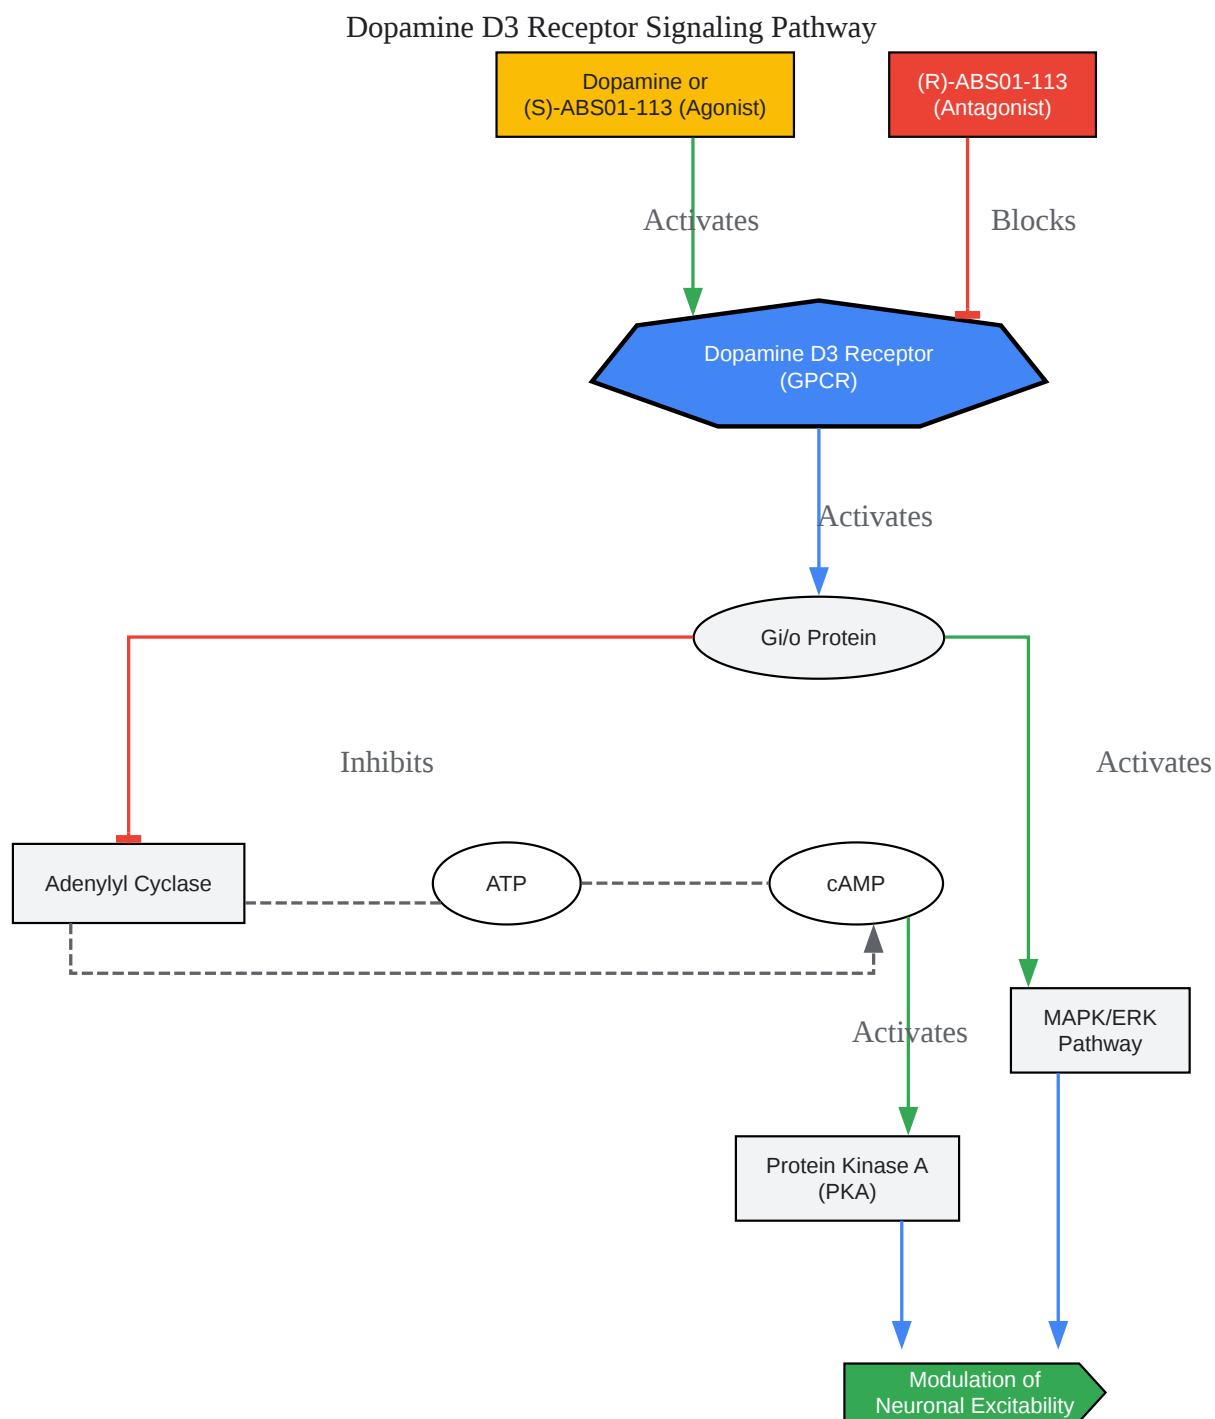 Dopamine D3 Receptor Signaling Pathway
Dopamine or
(S)-ABS01-113 (Agonist)
(R)-ABS01-113
(Antagonist)
Activates
Blocks
Dopamine D3 Receptor
(GPCR)
Activates
Gi/o Protein
Inhibits
Activates
Adenylyl Cyclase
ATP
cAMP
Activates
MAPK/ERK
Pathway
Protein Kinase A
(PKA)
Modulation of
Neuronal Excitability